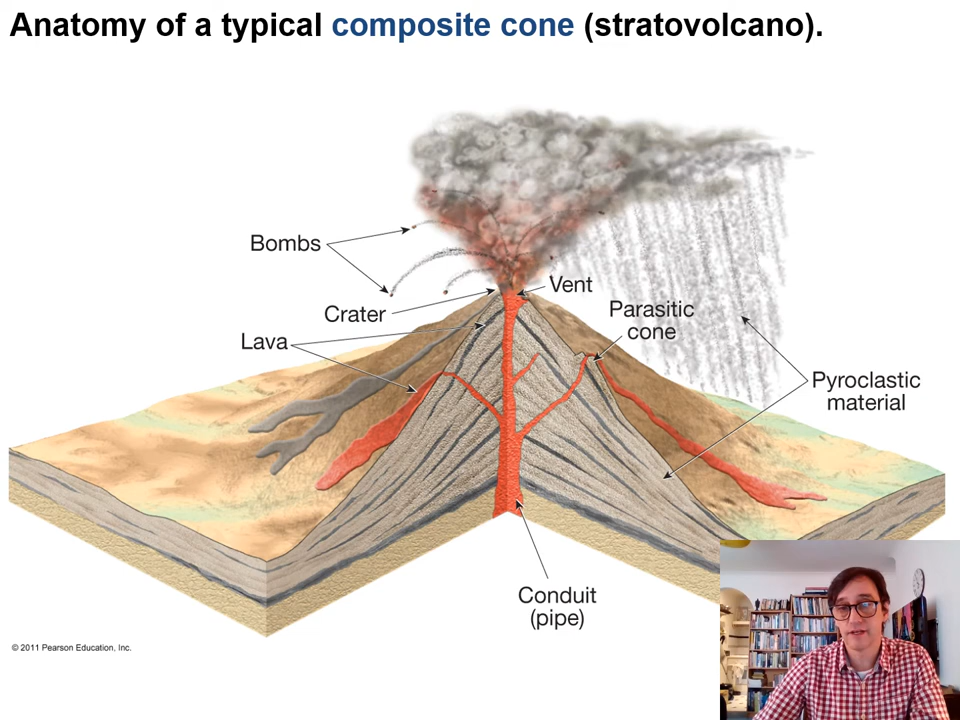 Anatomy of a typical composite cone (stratovolcano).
Bombs
Vent
Crater
Parasitic
cone
Lava
Pyroclastic
material
Conduit
(pipe)
© 2011 Pearson Education, Inc.